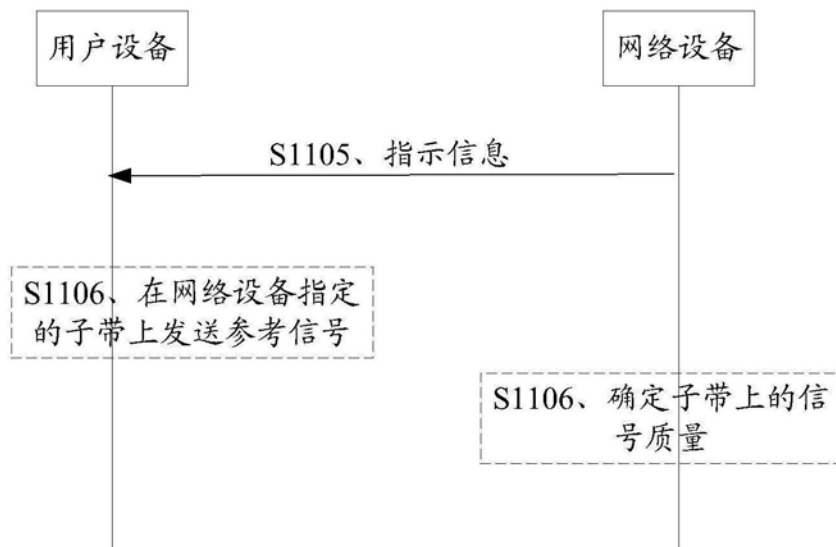 用户设备
网络设备
S1105、指示信息
S1106、在网络设备指定
的子带上发送参考信号
S1106、确定子带上的信
号质量